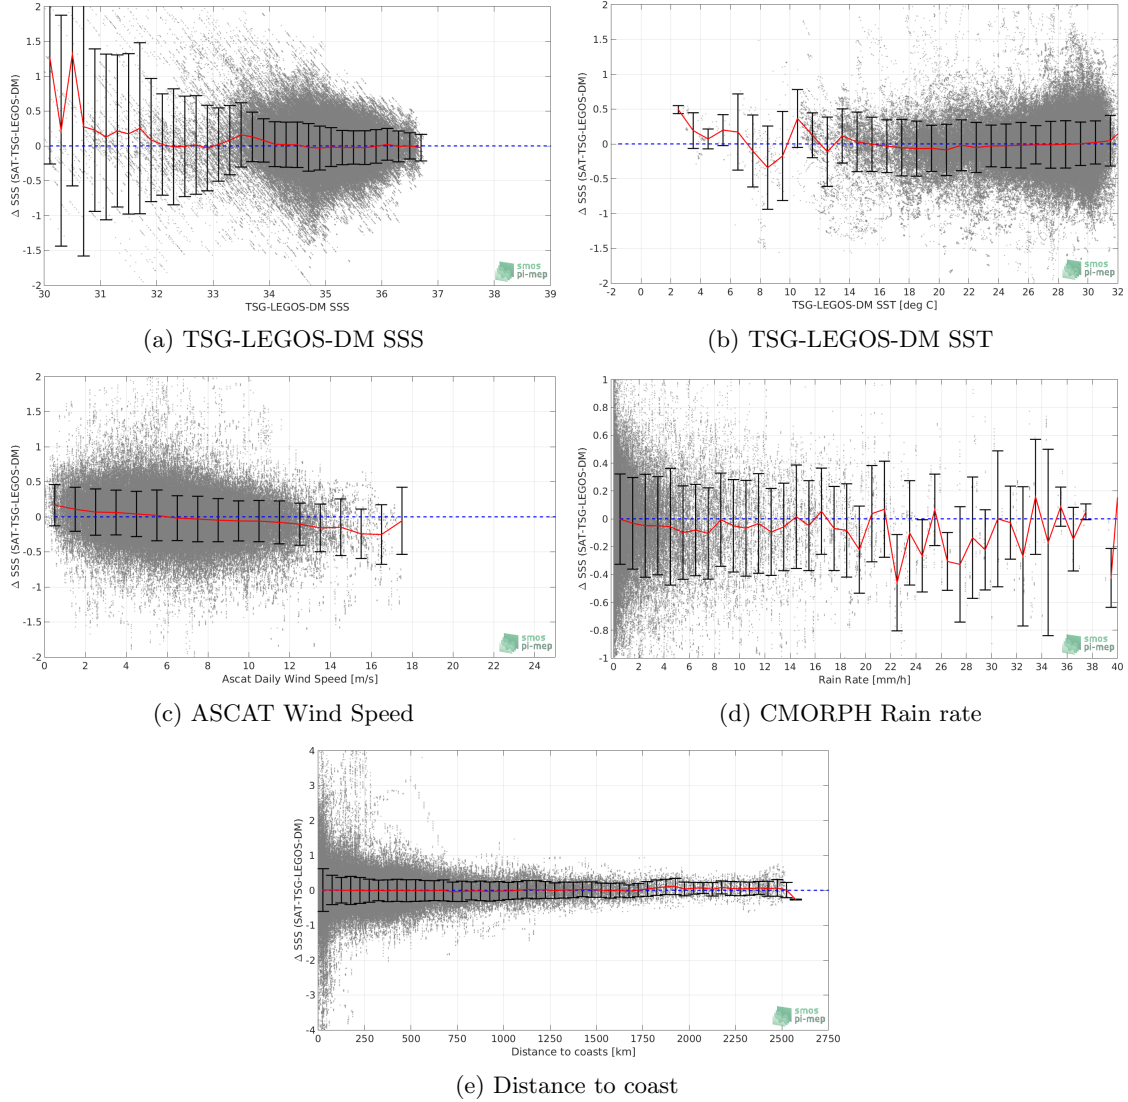 2
1.5
1
0.5
0
-0.5
-1
-1.5
-2
Δ SSS (SAT-TSG-LEGOS-DM)
30 31 32 33 34 35 36 37 38 39
TSG-LEGOS-DM SSS
smos
pi-mep
(a) TSG-LEGOS-DM SSS
2
1.5
1
0.5
0
-0.5
-1
-1.5
-2
Δ SSS (SAT-TSG-LEGOS-DM)
-2 0 2 4 6 8 10 12 14 16 18 20 22 24 26 28 30 32
TSG-LEGOS-DM SST [deg C]
smos
pi-mep
(b) TSG-LEGOS-DM SST
2
1.5
1
0.5
0
-0.5
-1
-1.5
-2
Δ SSS (SAT-TSG-LEGOS-DM)
0 2 4 6 8 10 12 14 16 18 20 22 24
Ascat Daily Wind Speed [m/s]
smos
pi-mep
(c) ASCAT Wind Speed
1
0.8
0.6
0.4
0.2
0
-0.2
-0.4
-0.6
-0.8
-1
Δ SSS (SAT-TSG-LEGOS-DM)
0 2 4 6 8 10 12 14 16 18 20 22 24 26 28 30 32 34 36 38 40
Rain Rate [mm/h]
smos
pi-mep
(d) CMORPH Rain rate
4
3
2
1
0
-1
-2
-3
-4
Δ SSS (SAT-TSG-LEGOS-DM)
0 250 500 750 1000 1250 1500 1750 2000 2250 2500 2750
Distance to coasts [km]
smos
pi-mep
(e) Distance to coast